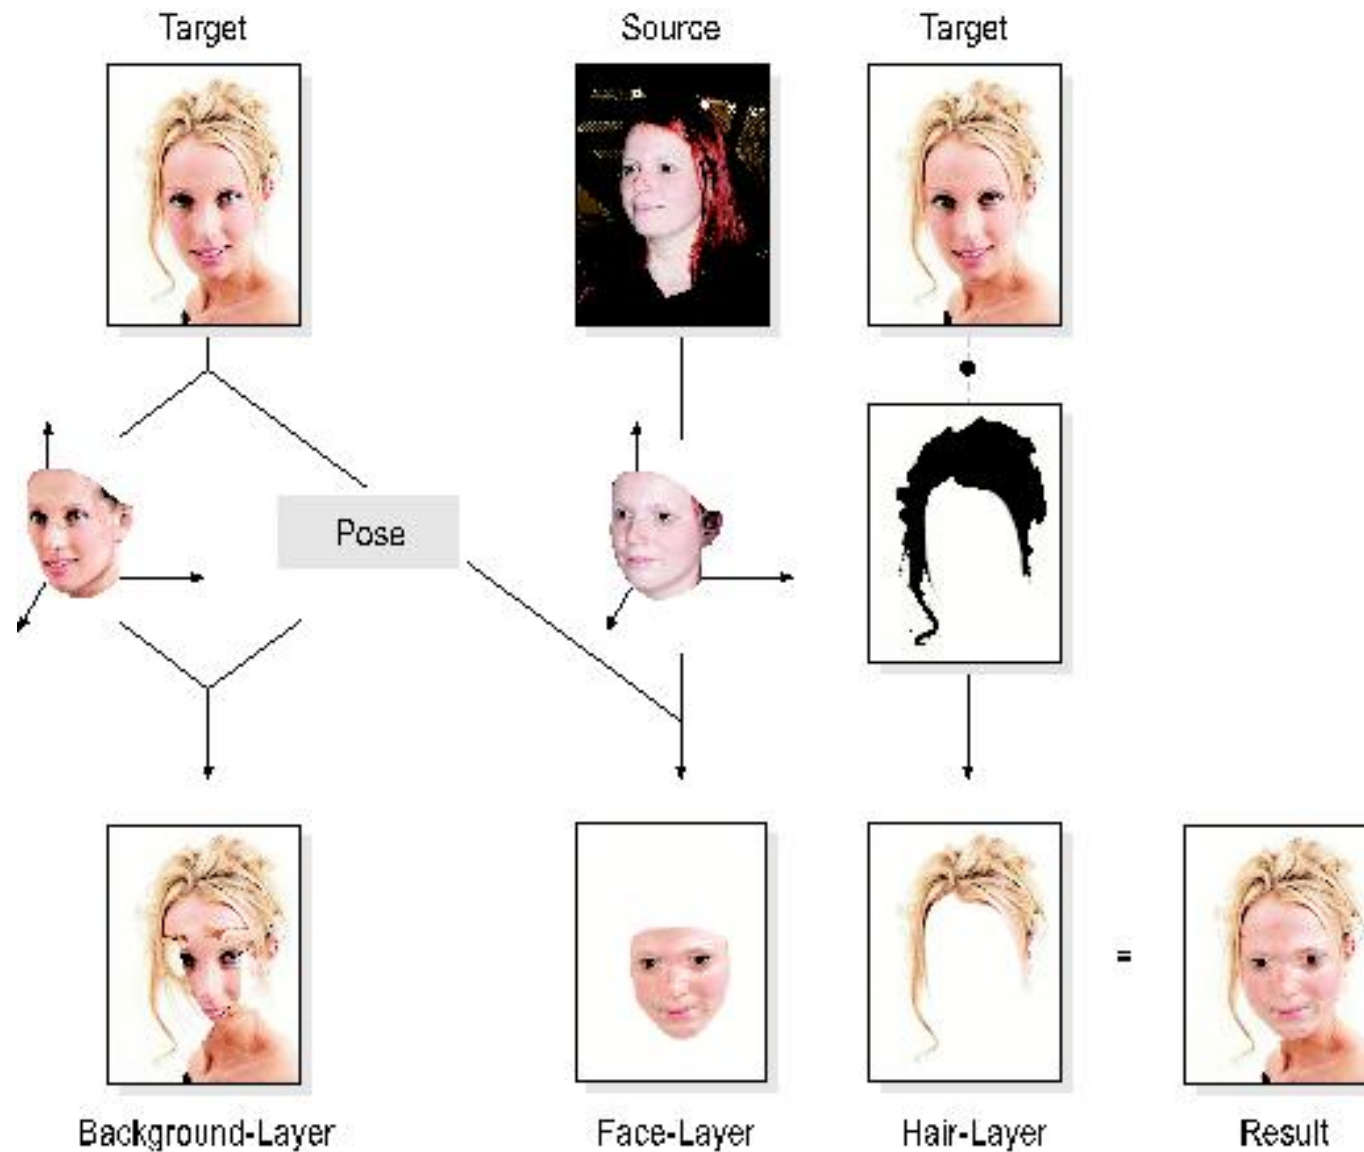 Target
Source
Target
Pose
=
Background-Layer
Face-Layer
Hair-Layer
Result